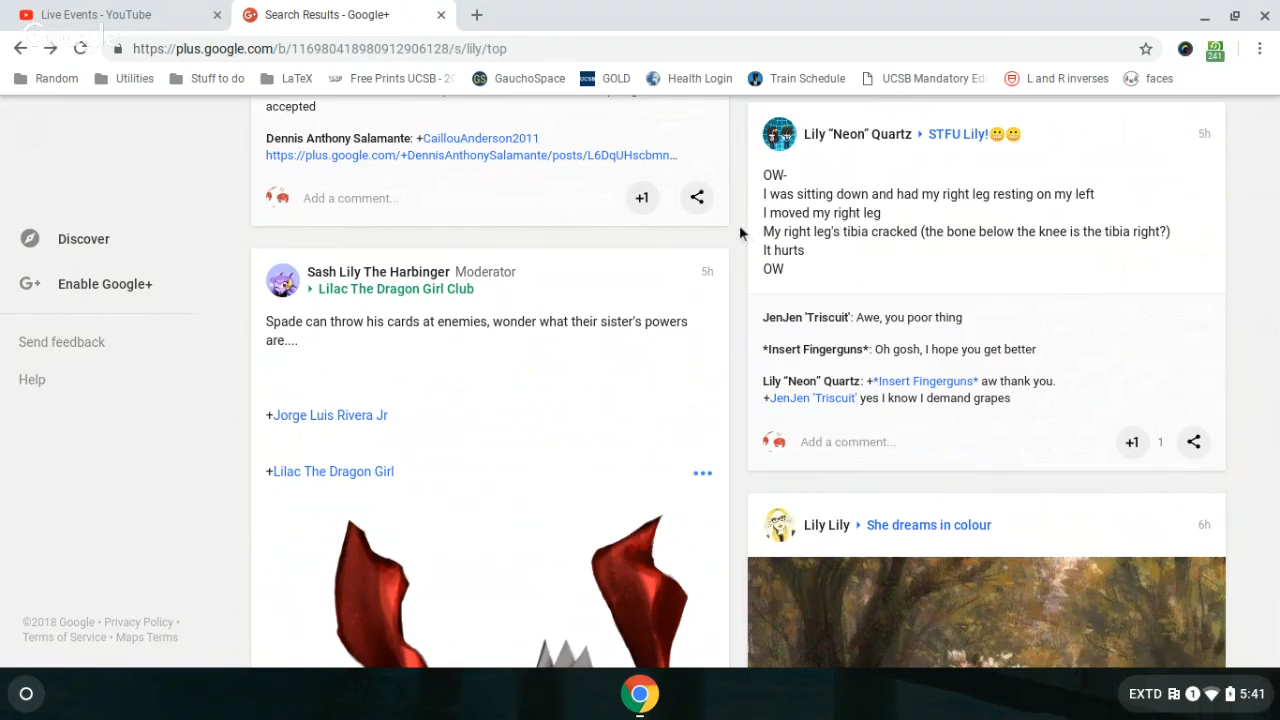 Live Events - YouTube
Search Results - Google+
https://plus.google.com/b/116980418980912906128/s/lily/top
Random
Utilities
Stuff to do
LaTeX
Free Prints UCSB - 20
GauchoSpace
GOLD
Health Login
Train Schedule
UCSB Mandatory Ed
L and R inverses
faces
241
Discover
Enable Google+
Send feedback
Help
©2018 Google • Privacy Policy •
Terms of Service • Maps Terms
accepted
Dennis Anthony Salamante: +CaillouAnderson2011
https://plus.google.com/+DennisAnthonySalamante/posts/L6DqUHscbmn...
Add a comment...
+1
Sash Lily The Harbinger Moderator
5h
Lilac The Dragon Girl Club
Spade can throw his cards at enemies, wonder what their sister's powers
are....
+Jorge Luis Rivera Jr
+Lilac The Dragon Girl
Lily “Neon” Quartz
STFU Lily!😬😬
5h
OW-
I was sitting down and had my right leg resting on my left
I moved my right leg
My right leg's tibia cracked (the bone below the knee is the tibia right?)
It hurts
OW
JenJen 'Triscuit': Awe, you poor thing
*Insert Fingerguns*: Oh gosh, I hope you get better
Lily “Neon” Quartz: +*Insert Fingerguns* aw thank you.
+JenJen 'Triscuit' yes I know I demand grapes
Add a comment...
+1
1
Lily Lily
She dreams in colour
6h
EXTD
1
5:41